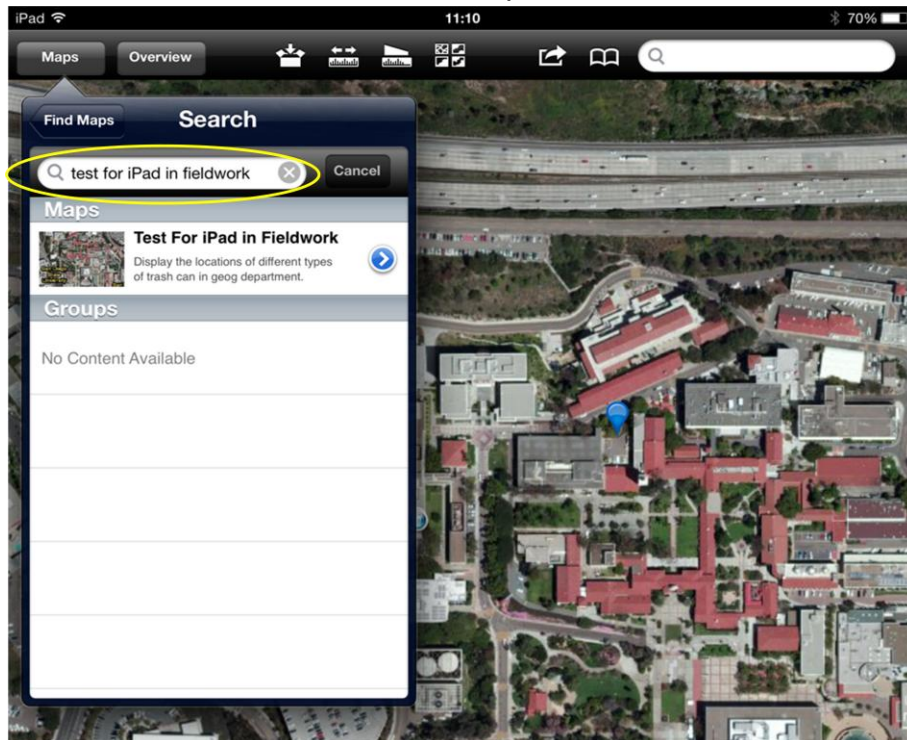 iPad 11:10 70%
Maps Overview
Find Maps Search
test for iPad in fieldwork Cancel
Maps
Test For iPad in Fieldwork
Display the locations of different types
of trash can in geog department.
Groups
No Content Available